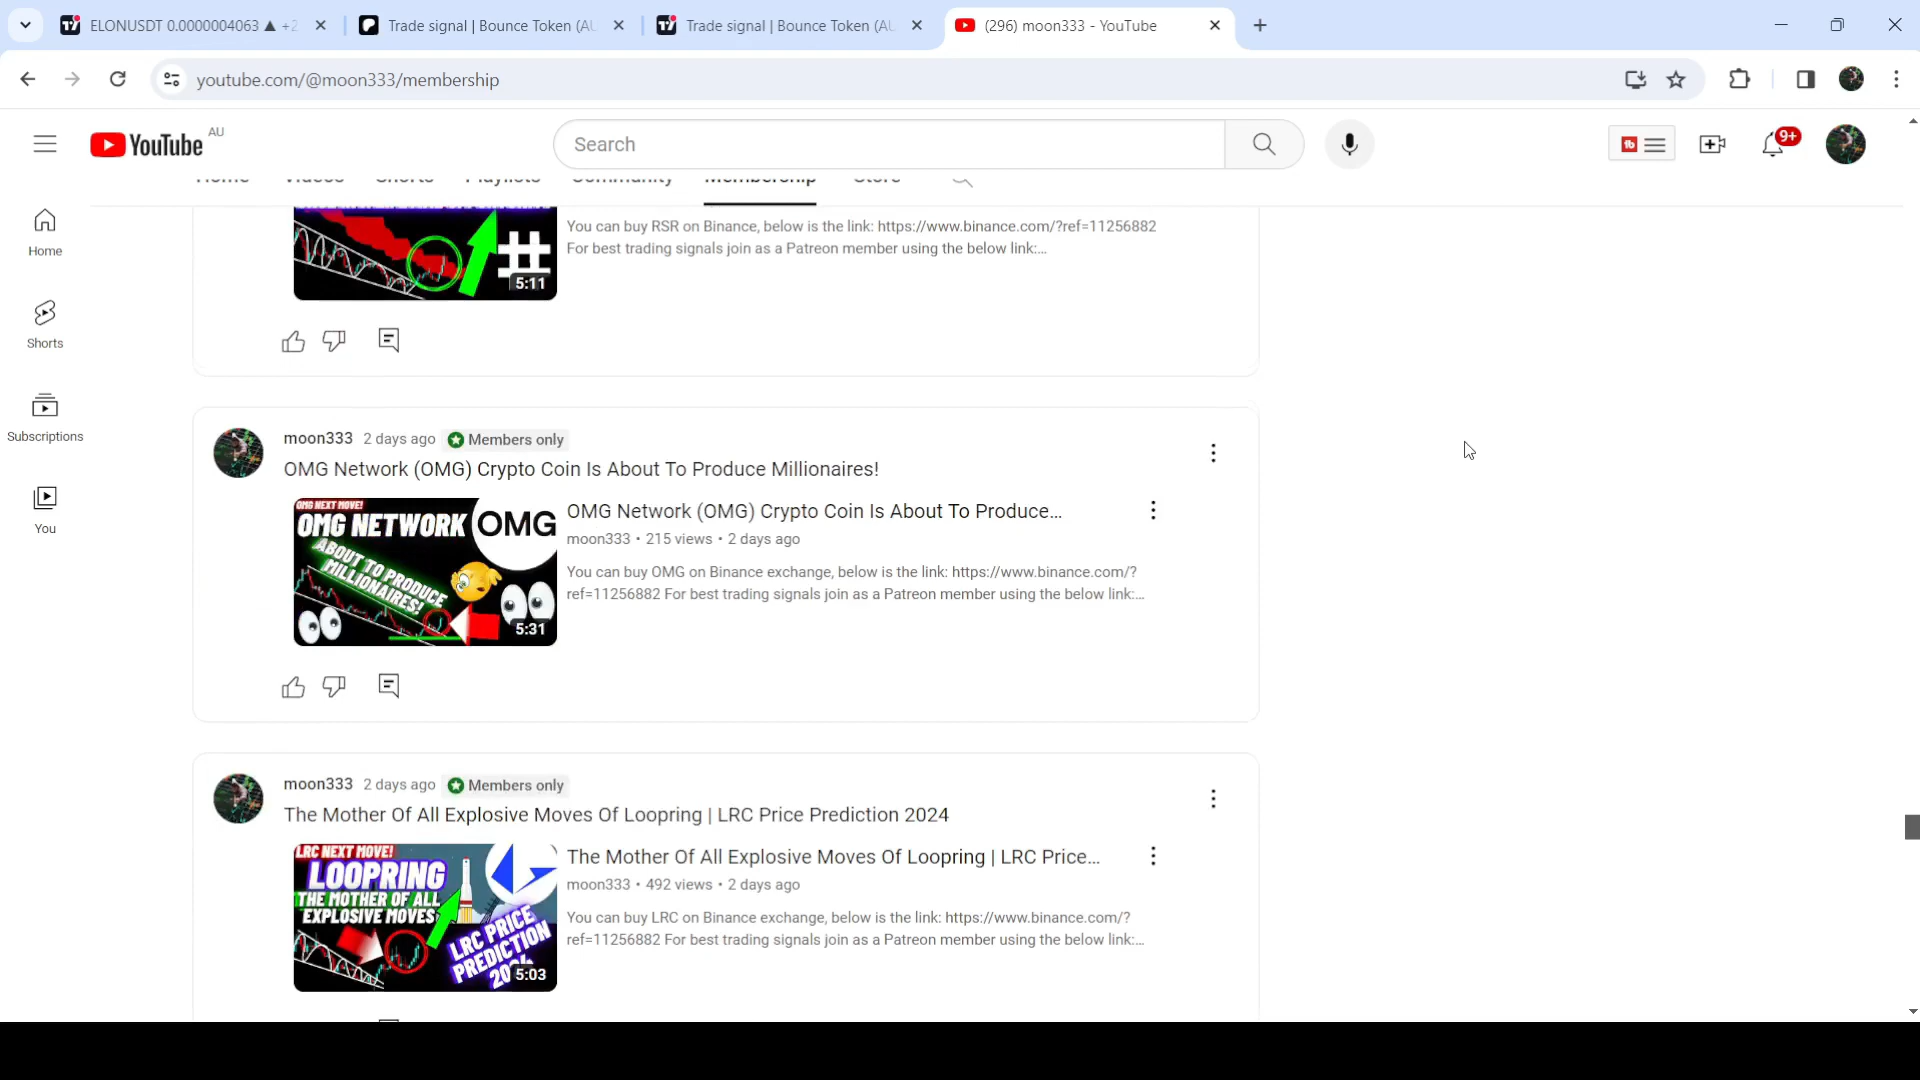 ELONUSDT 0.0000004063 ▲ +2
Trade signal | Bounce Token (AU
Trade signal | Bounce Token (AU
(296) moon333 - YouTube
youtube.com/@moon333/membership
YouTube AU
Search
9+
Home Videos Shorts Playlists Community Membership Store
Home
Shorts
Subscriptions
You
You can buy RSR on Binance, below is the link: https://www.binance.com/?ref=11256882
For best trading signals join as a Patreon member using the below link:...
5:11
moon333 2 days ago Members only
OMG Network (OMG) Crypto Coin Is About To Produce Millionaires!
OMG NEXT MOVE!
OMG NETWORK
OMG
ABOUT TO PRODUCE
MILLIONAIRES!
5:31
OMG Network (OMG) Crypto Coin Is About To Produce...
moon333 • 215 views • 2 days ago
You can buy OMG on Binance exchange, below is the link: https://www.binance.com/?
ref=11256882 For best trading signals join as a Patreon member using the below link:...
moon333 2 days ago Members only
The Mother Of All Explosive Moves Of Loopring | LRC Price Prediction 2024
LRC NEXT MOVE!
LOOPRING
THE MOTHER OF ALL
EXPLOSIVE MOVES
LRC PRICE
PREDICTION
5:03
The Mother Of All Explosive Moves Of Loopring | LRC Price...
moon333 • 492 views • 2 days ago
You can buy LRC on Binance exchange, below is the link: https://www.binance.com/?
ref=11256882 For best trading signals join as a Patreon member using the below link:...